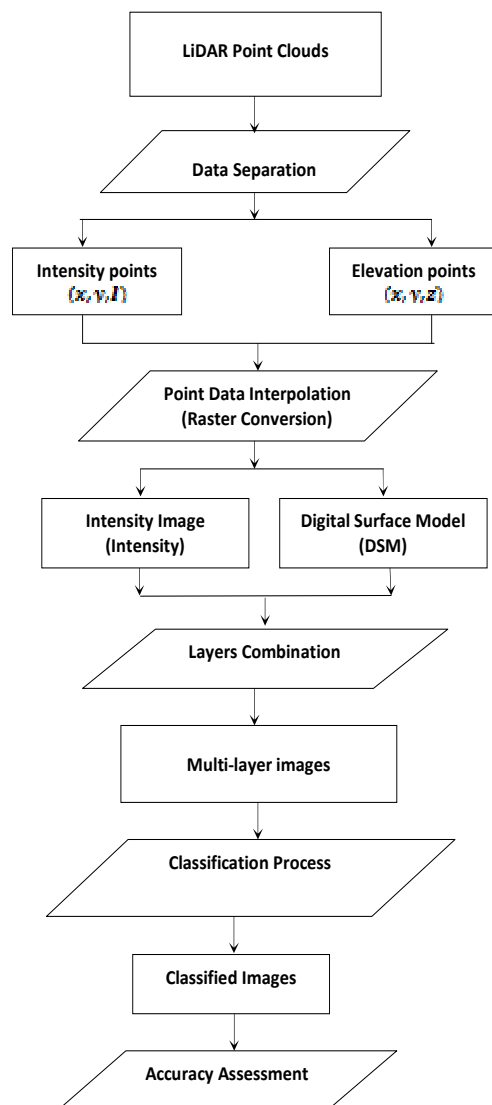 LiDAR Point Clouds
Data Separation
Intensity points
(x, y, I)
Elevation points
(x, y, z)
Point Data Interpolation
(Raster Conversion)
Intensity Image
(Intensity)
Digital Surface Model
(DSM)
Layers Combination
Multi-layer images
Classification Process
Classified Images
Accuracy Assessment